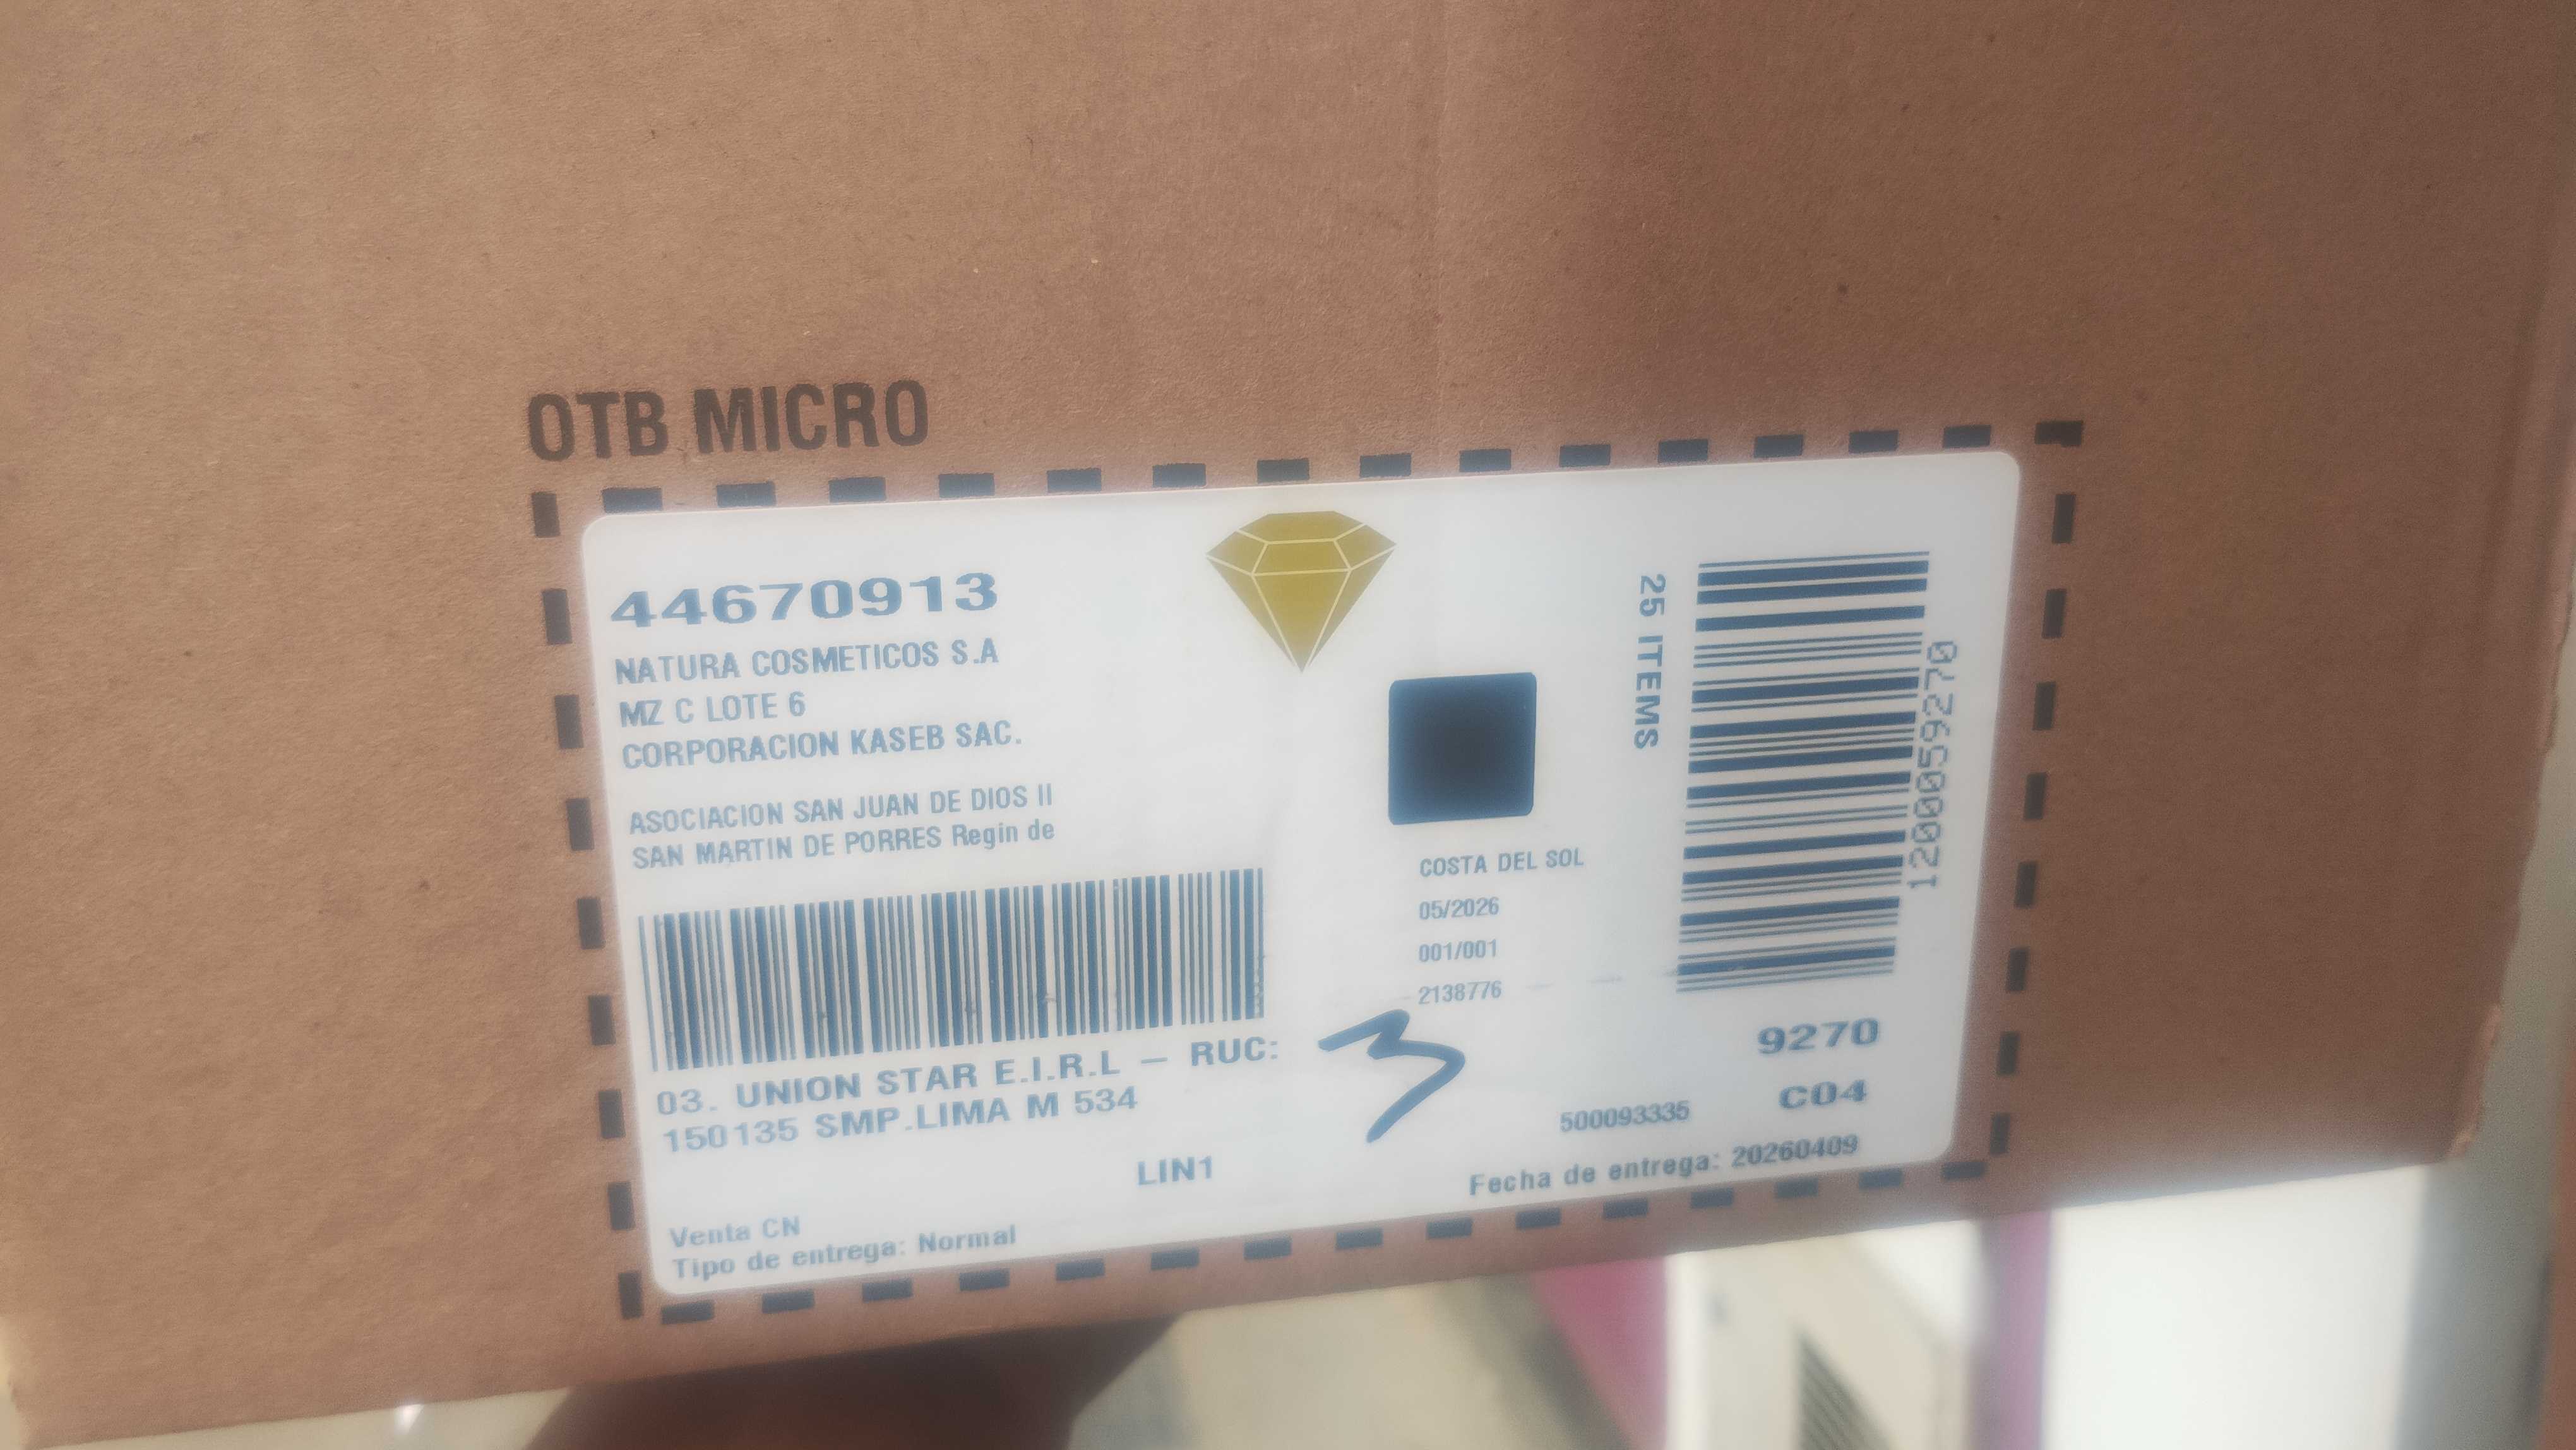 OTB MICRO
44670913
NATURA COSMETICOS S.A
MZ C LOTE 6
CORPORACION KASEB SAC.
ASOCIACION SAN JUAN DE DIOS II
SAN MARTIN DE PORRES Regin de
03. UNION STAR E.I.R.L – RUC:
150135 SMP.LIMA M 534
LIN1
Venta CN
Tipo de entrega: Normal
COSTA DEL SOL
05/2026
001/001
2138776
3
25 ITEMS
1200059270
9270
C04
500093335
Fecha de entrega: 20260409